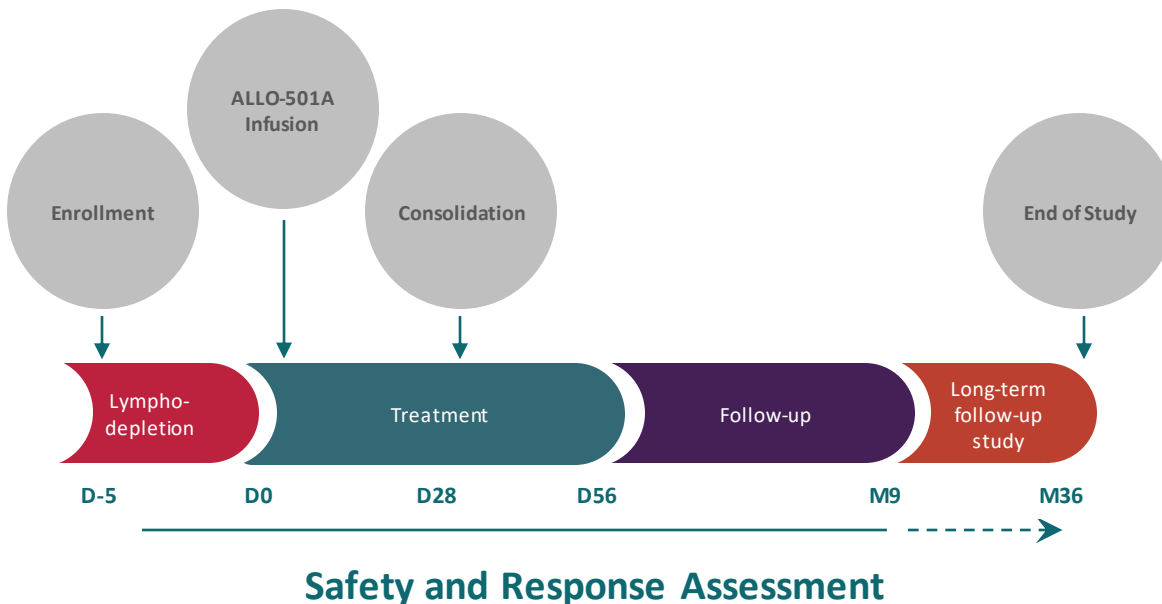 ALLO-501A
Infusion
Enrollment
Consolidation
End of Study
Lympho-
depletion
Treatment
Follow-up
Long-term
follow-up
study
D-5
D0
D28
D56
M9
M36
Safety and Response Assessment